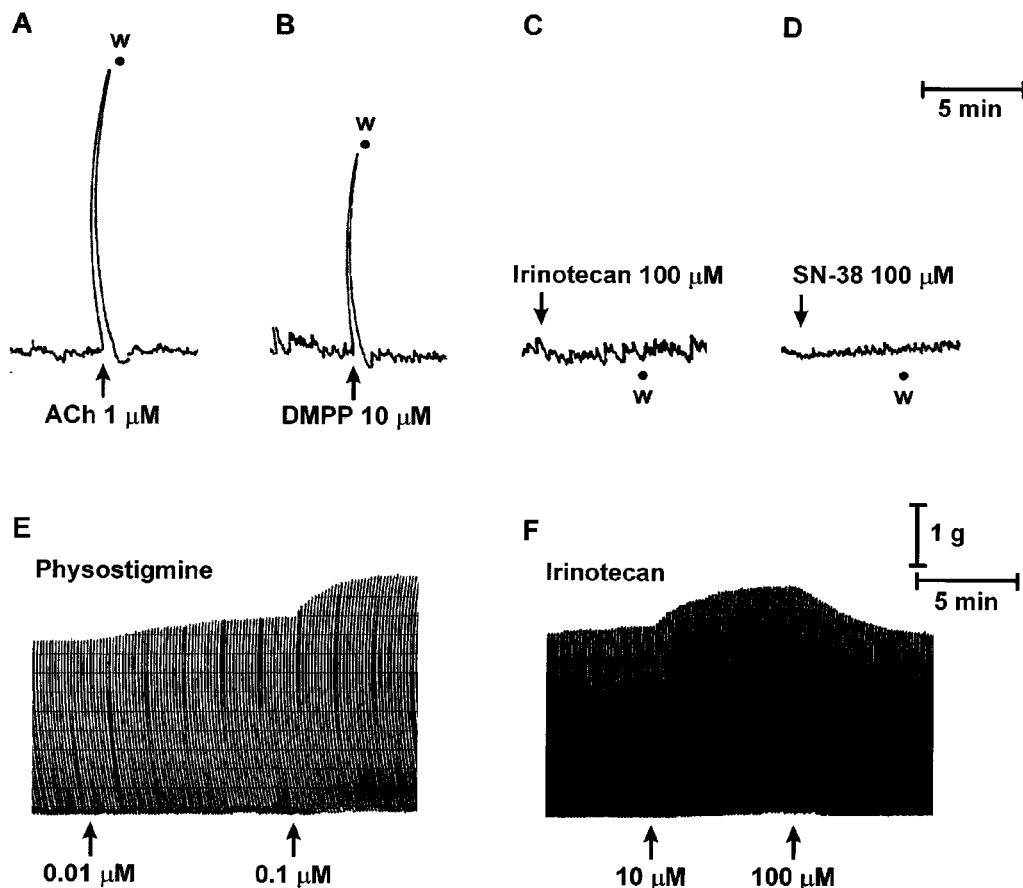 A
B
C
D
w
w
5 min
Irinotecan 100 μM
SN-38 100 μM
w
w
ACh 1 μM
DMPP 10 μM
E
F
1 g
Physostigmine
Irinotecan
5 min
0.01 μM
0.1 μM
10 μM
100 μM